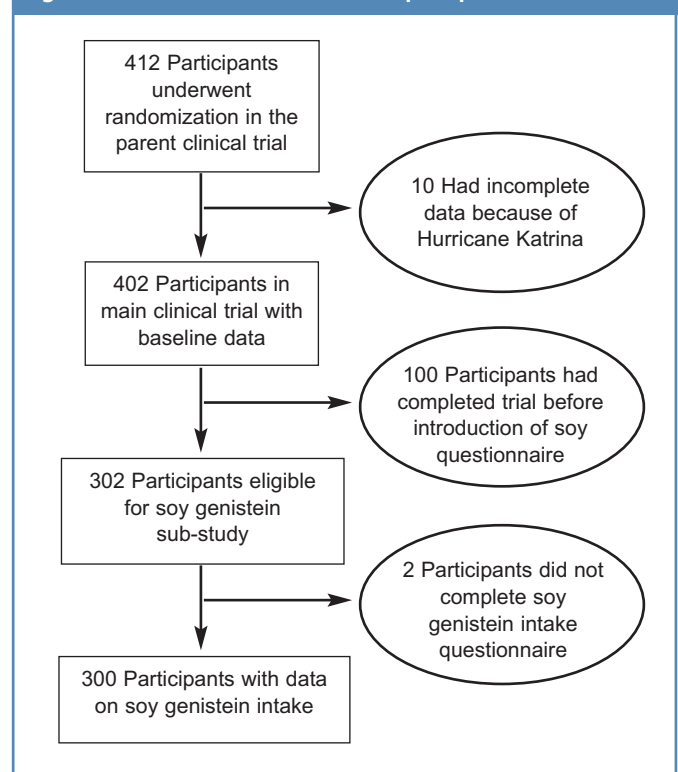 412 Participants
underwent
randomization in the
parent clinical trial
10 Had incomplete
data because of
Hurricane Katrina
402 Participants in
main clinical trial with
baseline data
100 Participants had
completed trial before
introduction of soy
questionnaire
302 Participants eligible
for soy genistein
sub-study
2 Participants did not
complete soy
genistein intake
questionnaire
300 Participants with data
on soy genistein intake